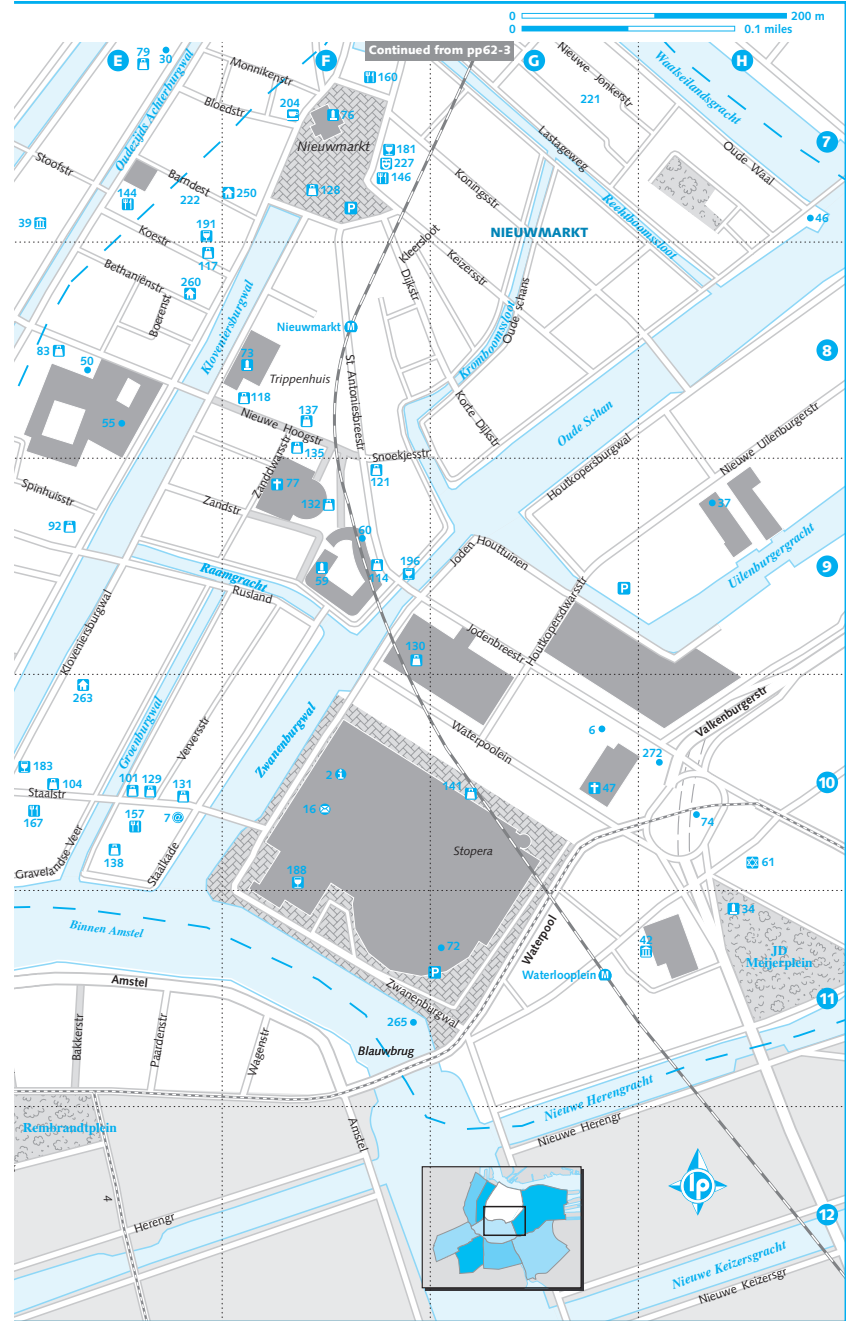 0 200 m
0 0.1 miles
Continued from pp62-3
E
F
G
H
79
30
Monnikenstr
160
Nieuwe Jonkerstr
221
Waalseilandsgracht
Oudezijds Achterburgwal
Bloedstr
204
76
Nieuwmarkt
181
227
146
Lastageweg
7
Stoofstr
Barndest
222
250
128
P
Koningsstr
Oude Waal
144
39
191
117
Koestr
Kleersloot
Keizersstr
NIEUWMARKT
Reehtbaomssloot
46
Bethaniënstr
260
Boerenst
Kloveniersburgwal
Dijkstr
Oude schans
Kromboomssloot
Nieuwmarkt M
83
50
73
Trippenhuis
St. Antoniesbreestr
8
118
137
Korte Dijkstr
Oude Schan
55
Nieuwe Hoogstr
135
Zanddwarsstr
Snoekjesstr
121
Houtkopersburgwal
Nieuwe Uilenburgerstr
Spinhuisstr
77
132
Zandstr
92
60
37
Raamgracht
59
114
196
Joden Houttuinen
Uilenburgergracht
9
Rusland
P
Kloveniersburgwal
Jodenbreestr
Houtkopersdwarsstr
130
263
Groenburgwal
Verversstr
Zwanenburgwal
Waterpoolein
6
Valkenburgerstr
272
183
104
101
129
131
2
47
10
Staalstr
167
157
7
16
141
74
138
Staalkade
Gravelandse Veer
Stopera
61
188
Binnen Amstel
34
72
Waterpool
42
JD
Meijerplein
P
Waterlooplein M
Amstel
Zwanenburgwal
11
265
Bakkerstr
Paardenstr
Wagenstr
Blauwbrug
Nieuwe Herengracht
Rembrandtplein
Amstel
Nieuwe Herengr
lp
4
Herengr
12
Nieuwe Keizersgracht
Nieuwe Keizersgr